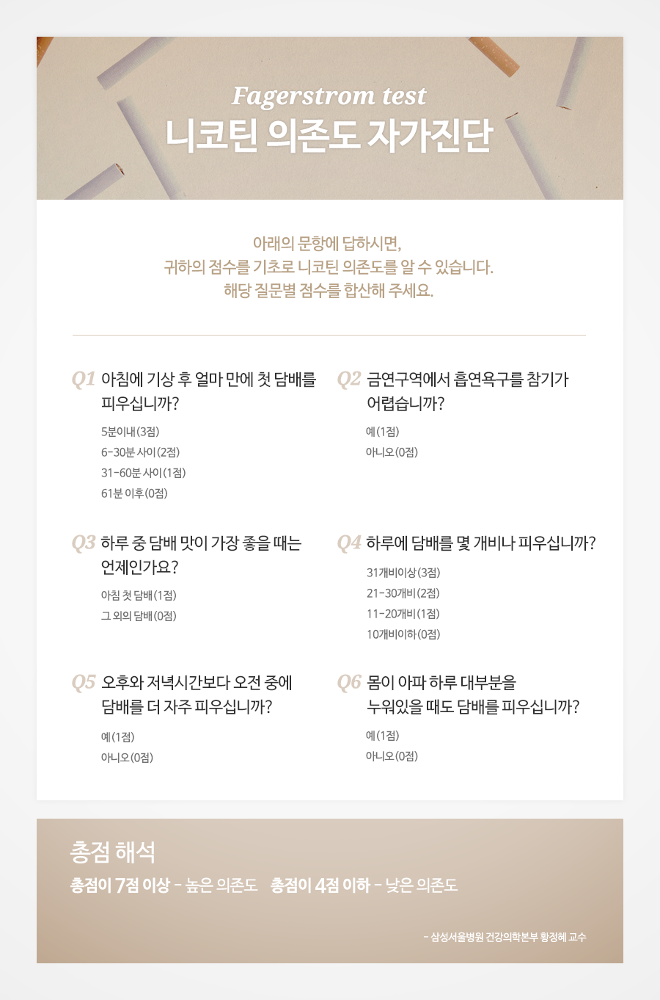 Fagerstrom test
니코틴 의존도 자가진단
아래의 문항에 답하시면,
귀하의 점수를 기초로 니코틴 의존도를 알 수 있습니다.
해당 질문별 점수를 합산해 주세요.
Q1 아침에 기상 후 얼마 만에 첫 담배를
피우십니까?
5분이내(3점)
6-30분 사이(2점)
31-60분 사이(1점)
61분 이후(0점)
Q2 금연구역에서 흡연욕구를 참기가
어렵습니까?
예(1점)
아니오(0점)
Q3 하루 중 담배 맛이 가장 좋을 때는
언제인가요?
아침 첫 담배(1점)
그 외의 담배(0점)
Q4 하루에 담배를 몇 개비나 피우십니까?
31개비이상(3점)
21-30개비(2점)
11-20개비(1점)
10개비이하(0점)
Q5 오후와 저녁시간보다 오전 중에
담배를 더 자주 피우십니까?
예(1점)
아니오(0점)
Q6 몸이 아파 하루 대부분을
누워있을 때도 담배를 피우십니까?
예(1점)
아니오(0점)
총점 해석
총점이 7점 이상 - 높은 의존도 총점이 4점 이하 - 낮은 의존도
- 삼성서울병원 건강의학본부 황정혜 교수